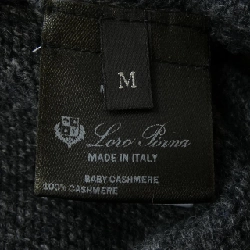 M
Loro Piana
MADE IN ITALY
BABY CASHMERE
100% CASHMERE